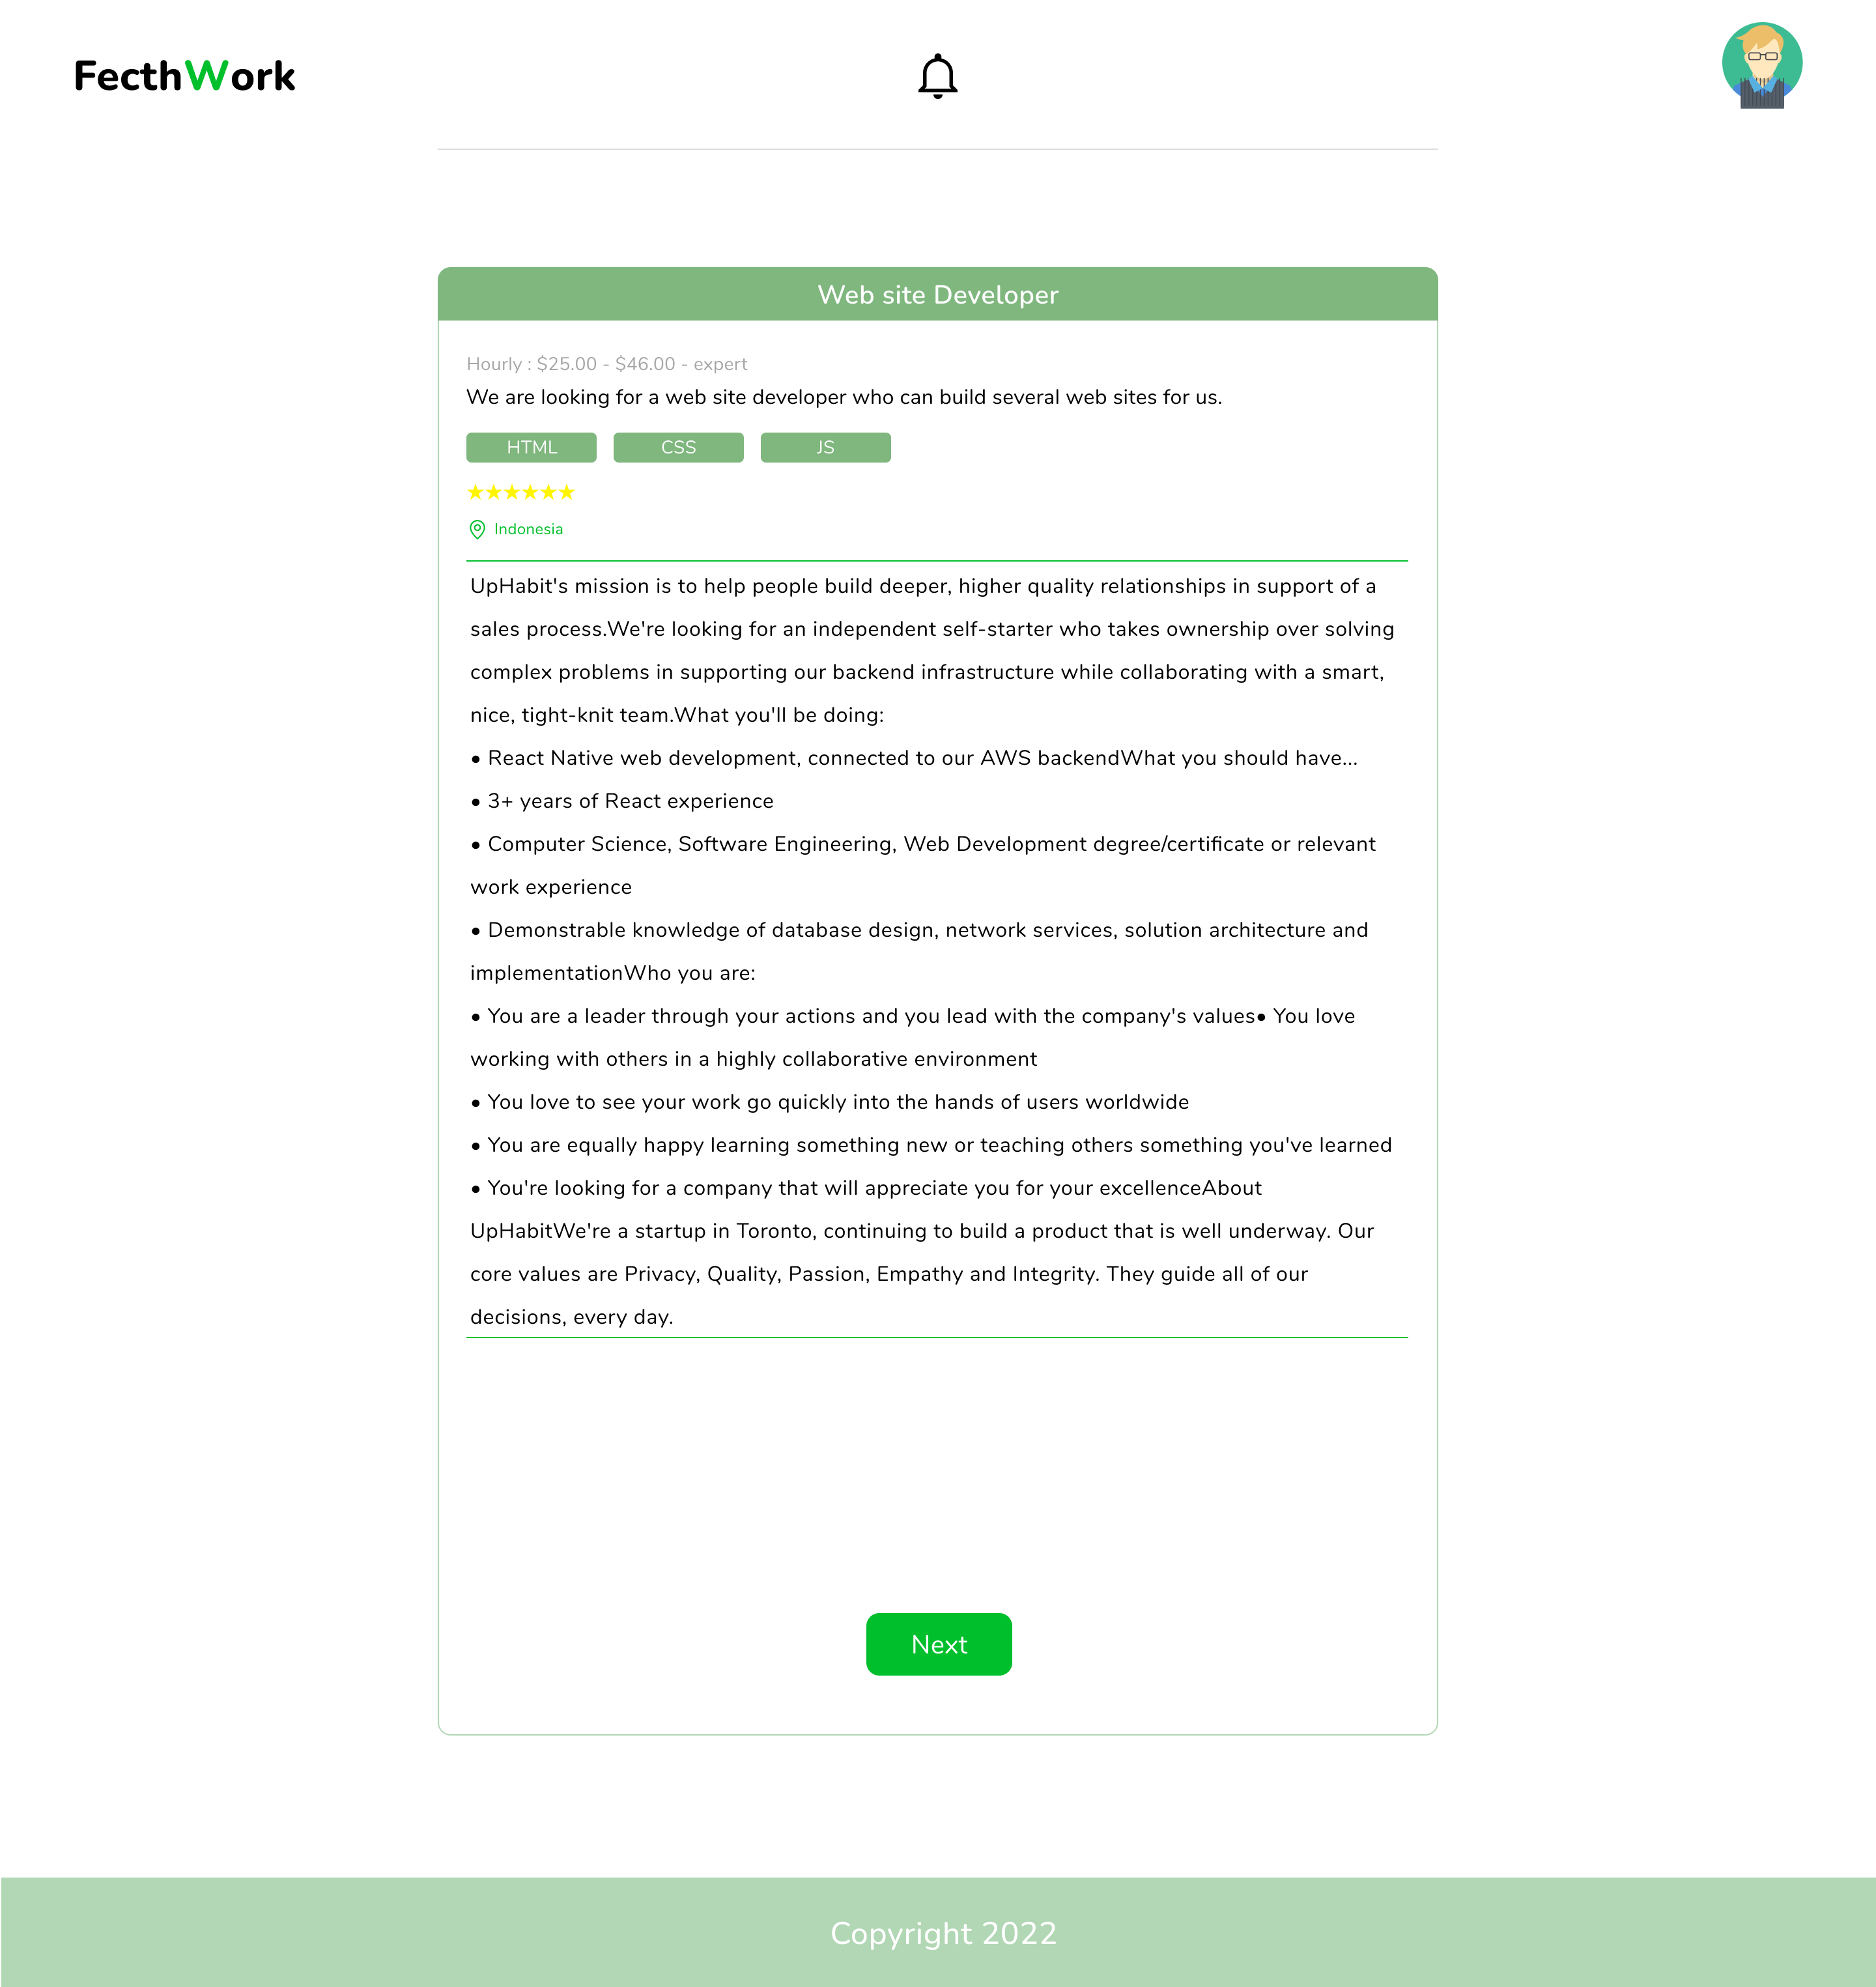 FecthWork
Web site Developer
Hourly : $25.00 - $46.00 - expert
We are looking for a web site developer who can build several web sites for us.
HTML CSS JS
★★★★★★
Indonesia
UpHabit's mission is to help people build deeper, higher quality relationships in support of a
sales process.We're looking for an independent self-starter who takes ownership over solving
complex problems in supporting our backend infrastructure while collaborating with a smart,
nice, tight-knit team.What you'll be doing:
● React Native web development, connected to our AWS backendWhat you should have...
● 3+ years of React experience
● Computer Science, Software Engineering, Web Development degree/certificate or relevant
work experience
● Demonstrable knowledge of database design, network services, solution architecture and
implementationWho you are:
● You are a leader through your actions and you lead with the company's values● You love
working with others in a highly collaborative environment
● You love to see your work go quickly into the hands of users worldwide
● You are equally happy learning something new or teaching others something you've learned
● You're looking for a company that will appreciate you for your excellenceAbout
UpHabitWe're a startup in Toronto, continuing to build a product that is well underway. Our
core values are Privacy, Quality, Passion, Empathy and Integrity. They guide all of our
decisions, every day.
Next
Copyright 2022